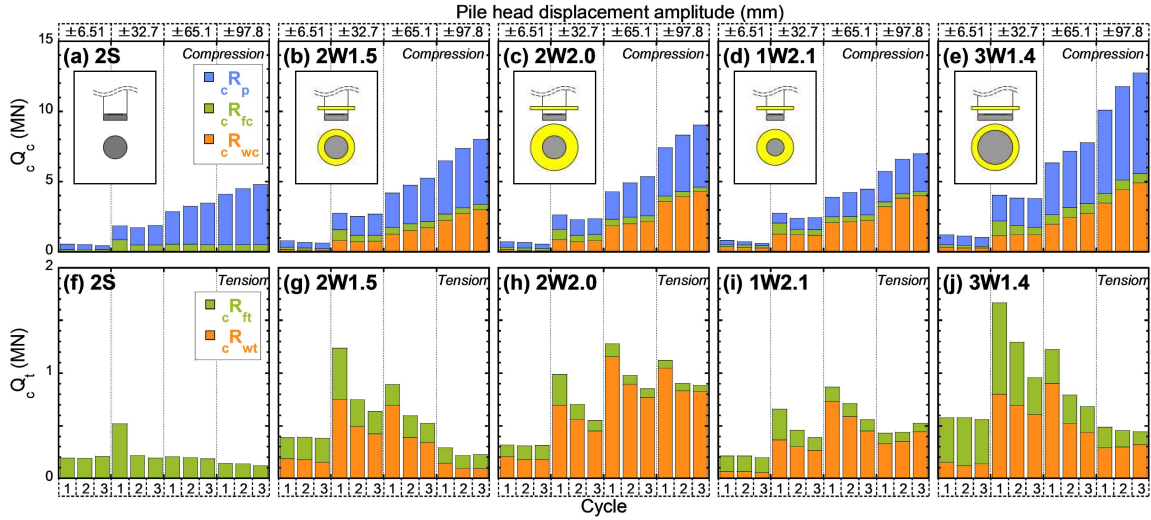 Pile head displacement amplitude (mm)
±6.51 ±32.7 ±65.1 ±97.8 ±6.51 ±32.7 ±65.1 ±97.8 ±6.51 ±32.7 ±65.1 ±97.8 ±6.51 ±32.7 ±65.1 ±97.8 ±6.51 ±32.7 ±65.1 ±97.8
15
(a) 2S Compression (b) 2W1.5 Compression (c) 2W2.0 Compression (d) 1W2.1 Compression (e) 3W1.4 Compression
cRp
cRfc
cRwc
10
5
0
cQc (MN)
2
(f) 2S Tension (g) 2W1.5 Tension (h) 2W2.0 Tension (i) 1W2.1 Tension (j) 3W1.4 Tension
cRft
cRwt
1
0
cQt (MN)
1 2 3 1 2 3 1 2 3 1 2 3 1 2 3 1 2 3 1 2 3 1 2 3 1 2 3 1 2 3 1 2 3 1 2 3 1 2 3 1 2 3 1 2 3 1 2 3 1 2 3 1 2 3 1 2 3 1 2 3
Cycle